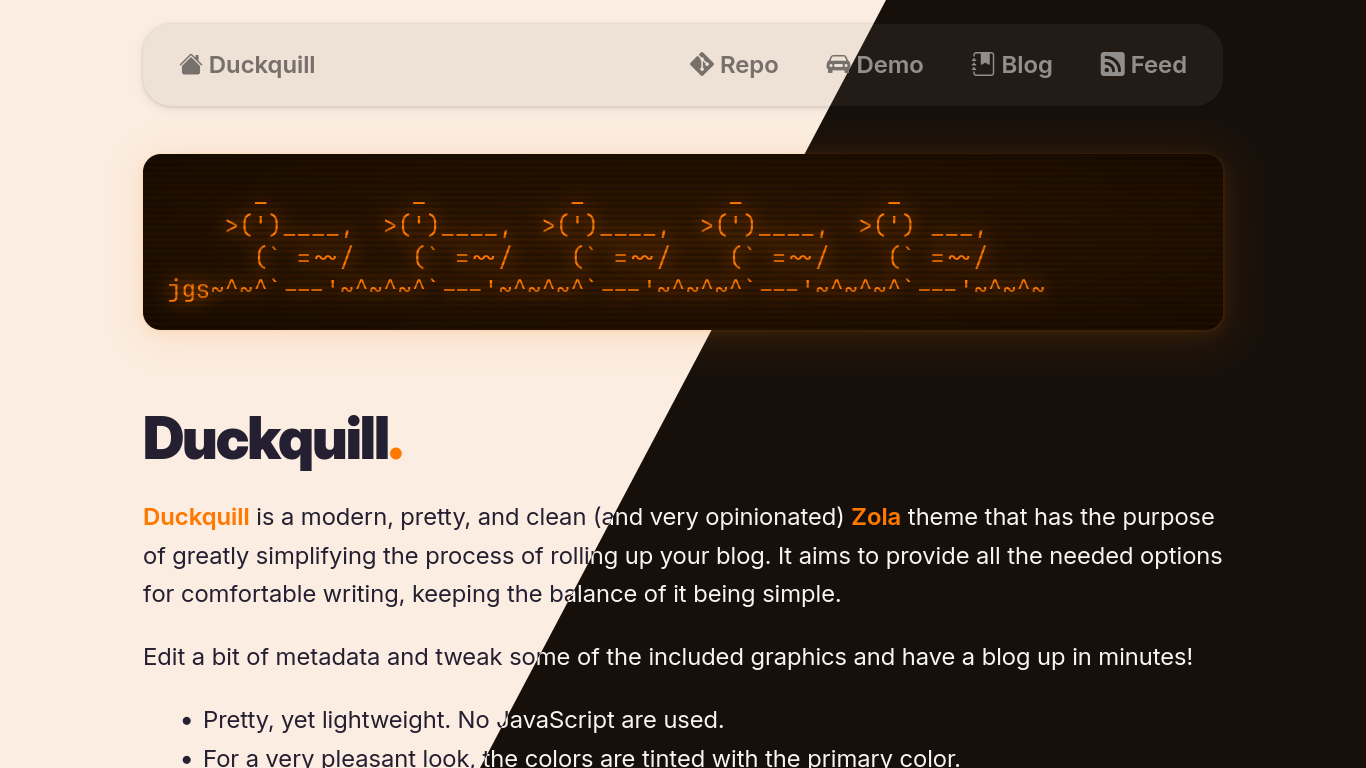 Duckquill Repo Demo Blog Feed
        _              _              _              _              _
     >(')____,   >(')____,   >(')____,   >(')____,   >(') ___,
       (` =~~/      (` =~~/      (` =~~/      (` =~~/      (` =~~/
jgs~^~^`---'~^~^~^`---'~^~^~^`---'~^~^~^`---'~^~^~^`---'~^~^~
Duckquill.
Duckquill is a modern, pretty, and clean (and very opinionated) Zola theme that has the purpose
of greatly simplifying the process of rolling up your blog. It aims to provide all the needed options
for comfortable writing, keeping the balance of it being simple.
Edit a bit of metadata and tweak some of the included graphics and have a blog up in minutes!
• Pretty, yet lightweight. No JavaScript are used.
• For a very pleasant look, the colors are tinted with the primary color.